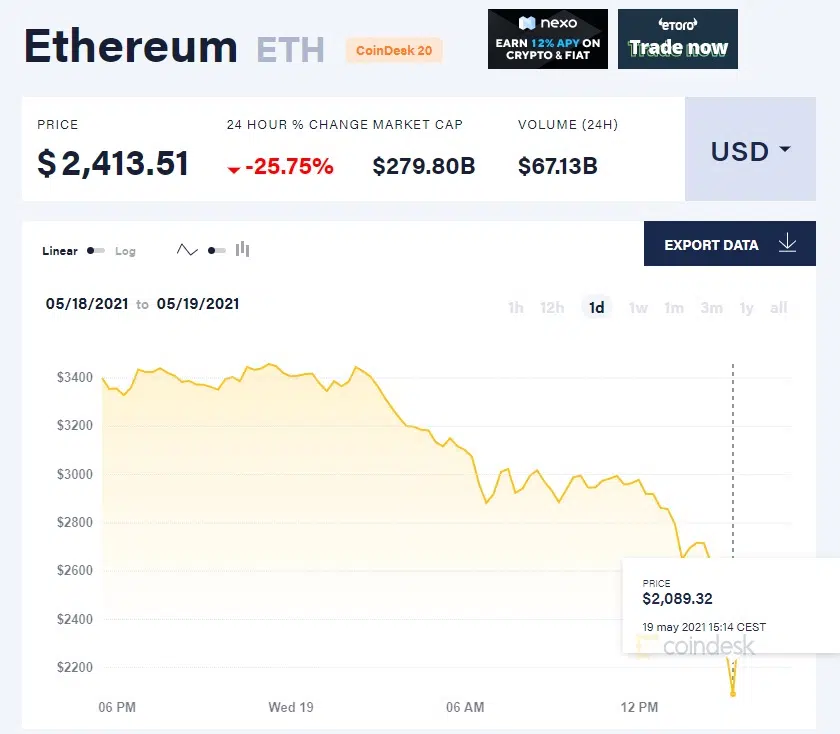 Ethereum ETH CoinDesk 20
nexo
EARN 12% APY ON
CRYPTO & FIAT
eTORO
Trade now
PRICE
$2,413.51
24 HOUR % CHANGE
-25.75%
MARKET CAP
$279.80B
VOLUME (24H)
$67.13B
USD
Linear Log
EXPORT DATA
05/18/2021 to 05/19/2021
1h 12h 1d 1w 1m 3m 1y all
$3400
$3200
$3000
$2800
$2600
$2400
$2200
PRICE
$2,089.32
19 may 2021 15:14 CEST
coindesk
06 PM Wed 19 06 AM 12 PM